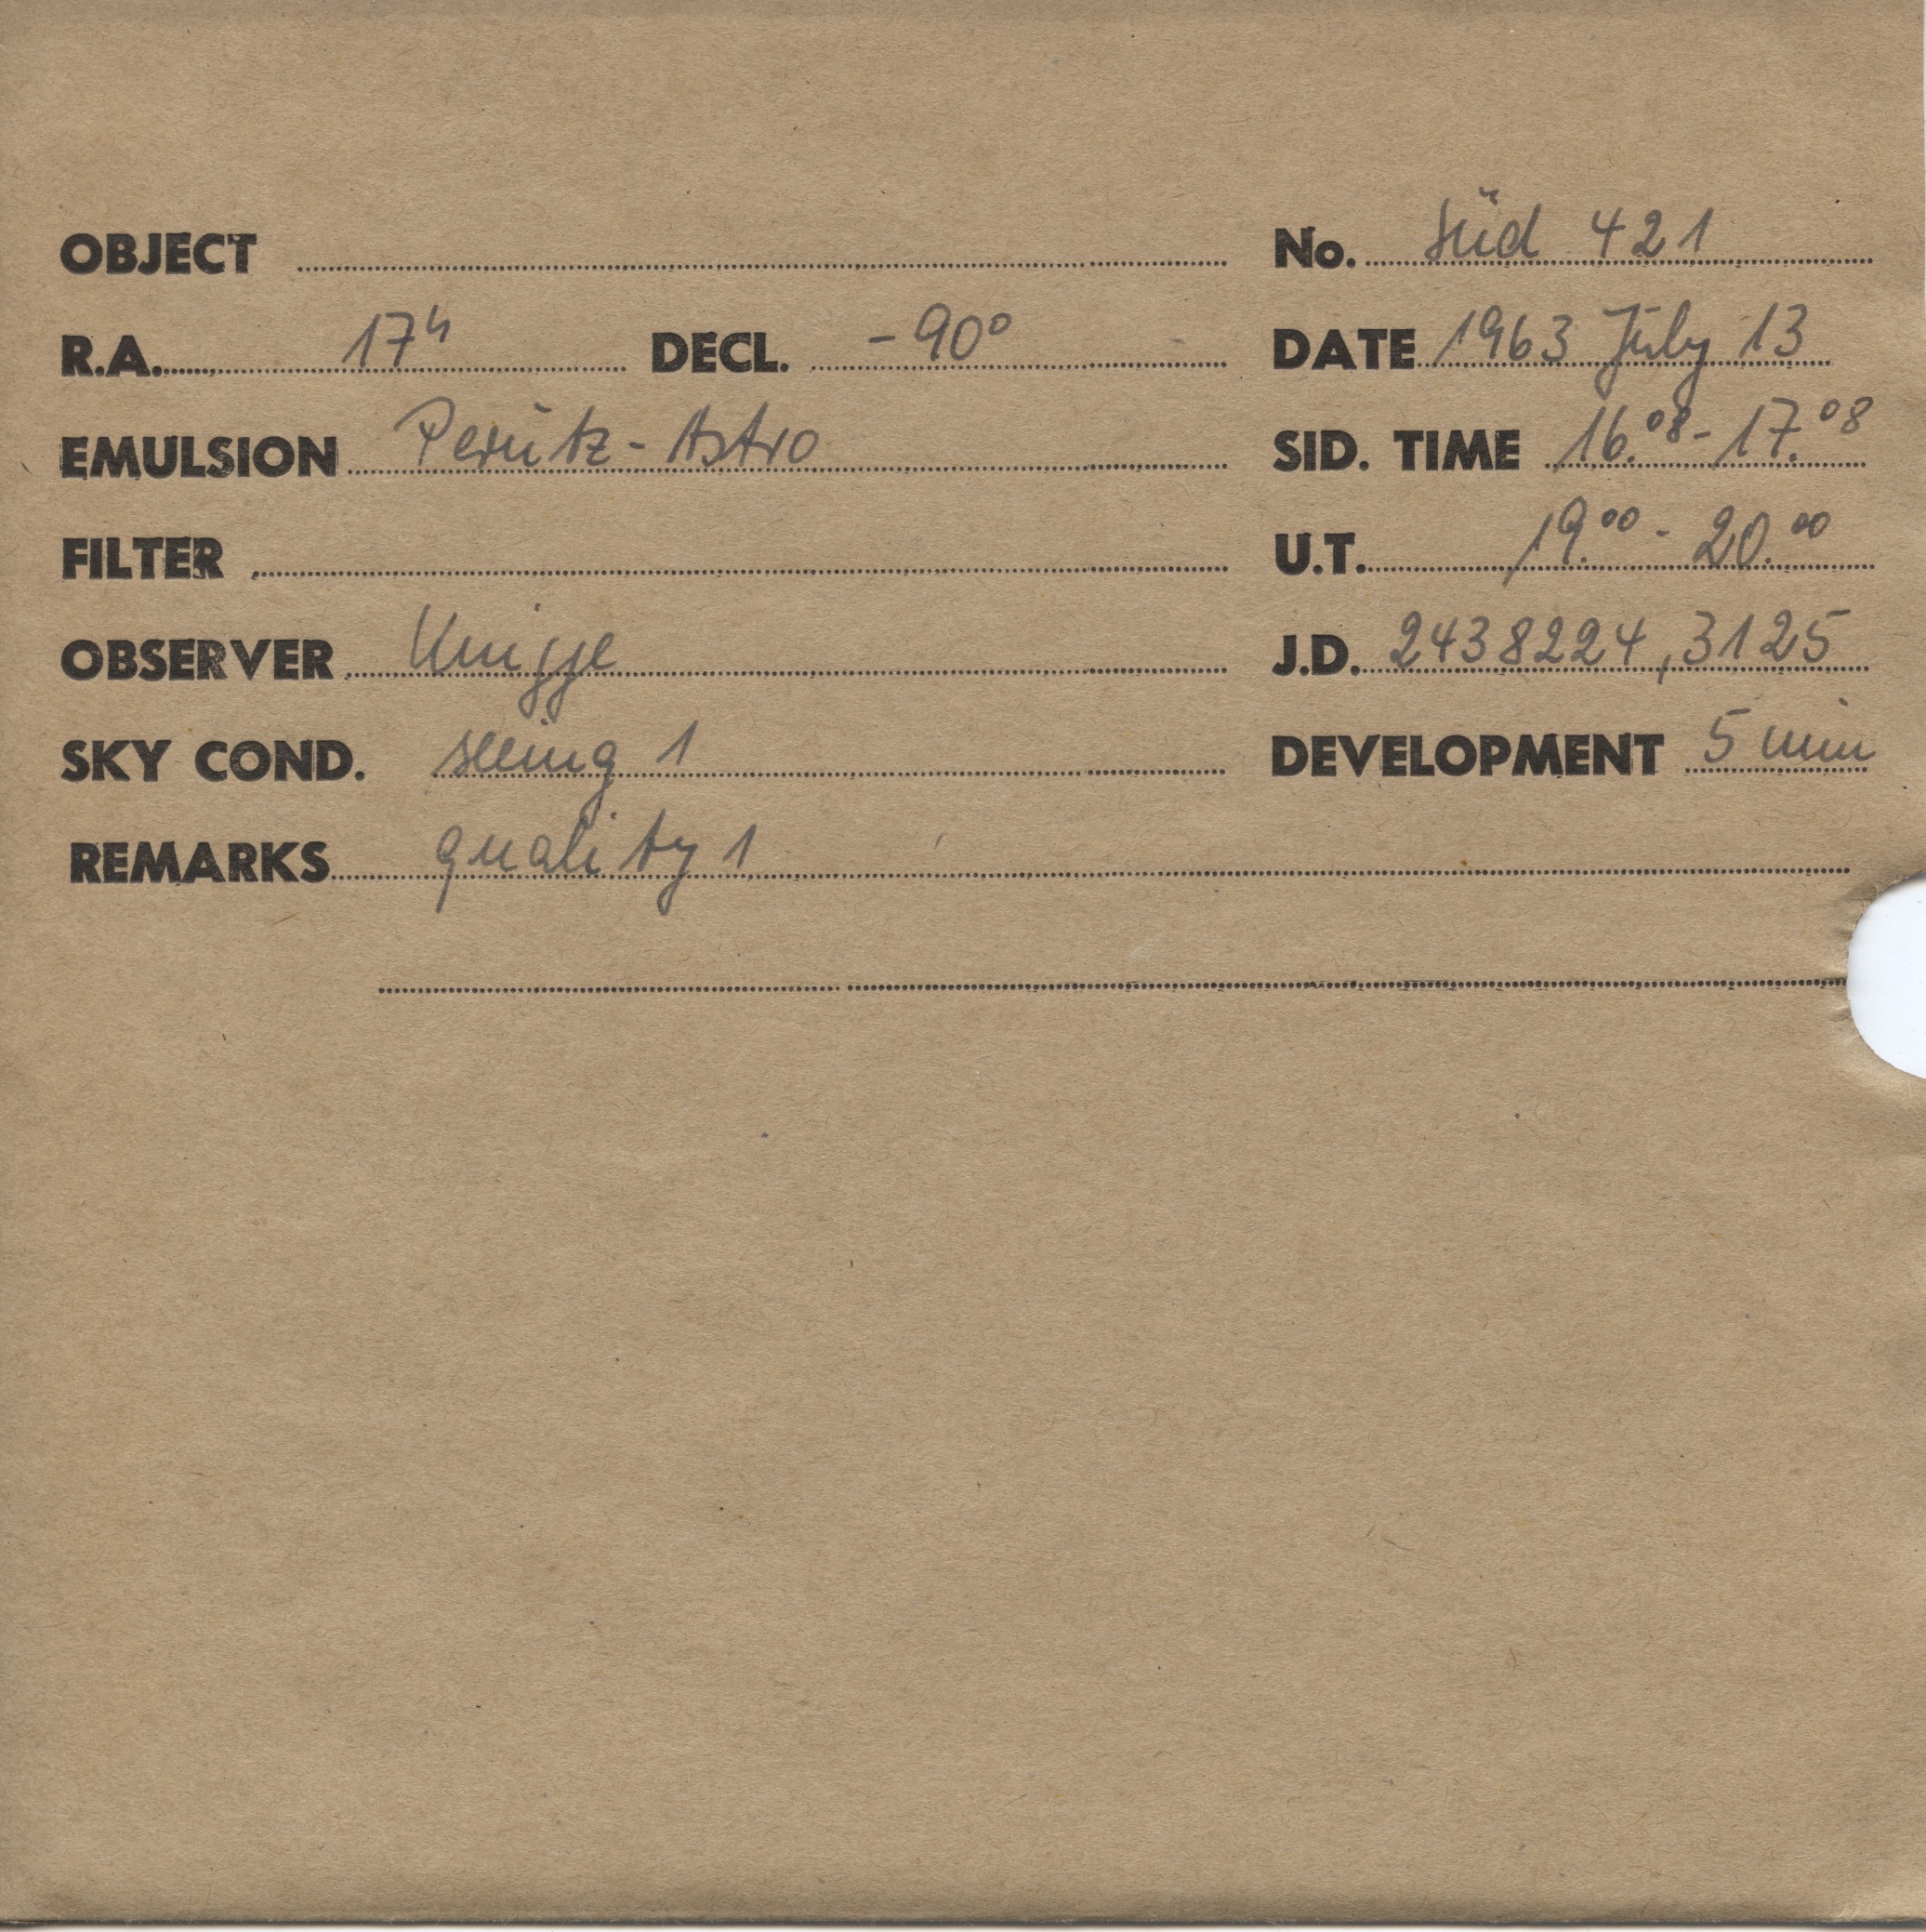 OBJECT No. Süd 421
R.A. 17h DECL. -90° DATE 1963 July 13
EMULSION Perutz-Astro SID. TIME 16.08-17.08
FILTER U.T. 19.00 - 20.00
OBSERVER Knigge J.D. 2438224,3125
SKY COND. seeing 1 DEVELOPMENT 5 min
REMARKS quality 1